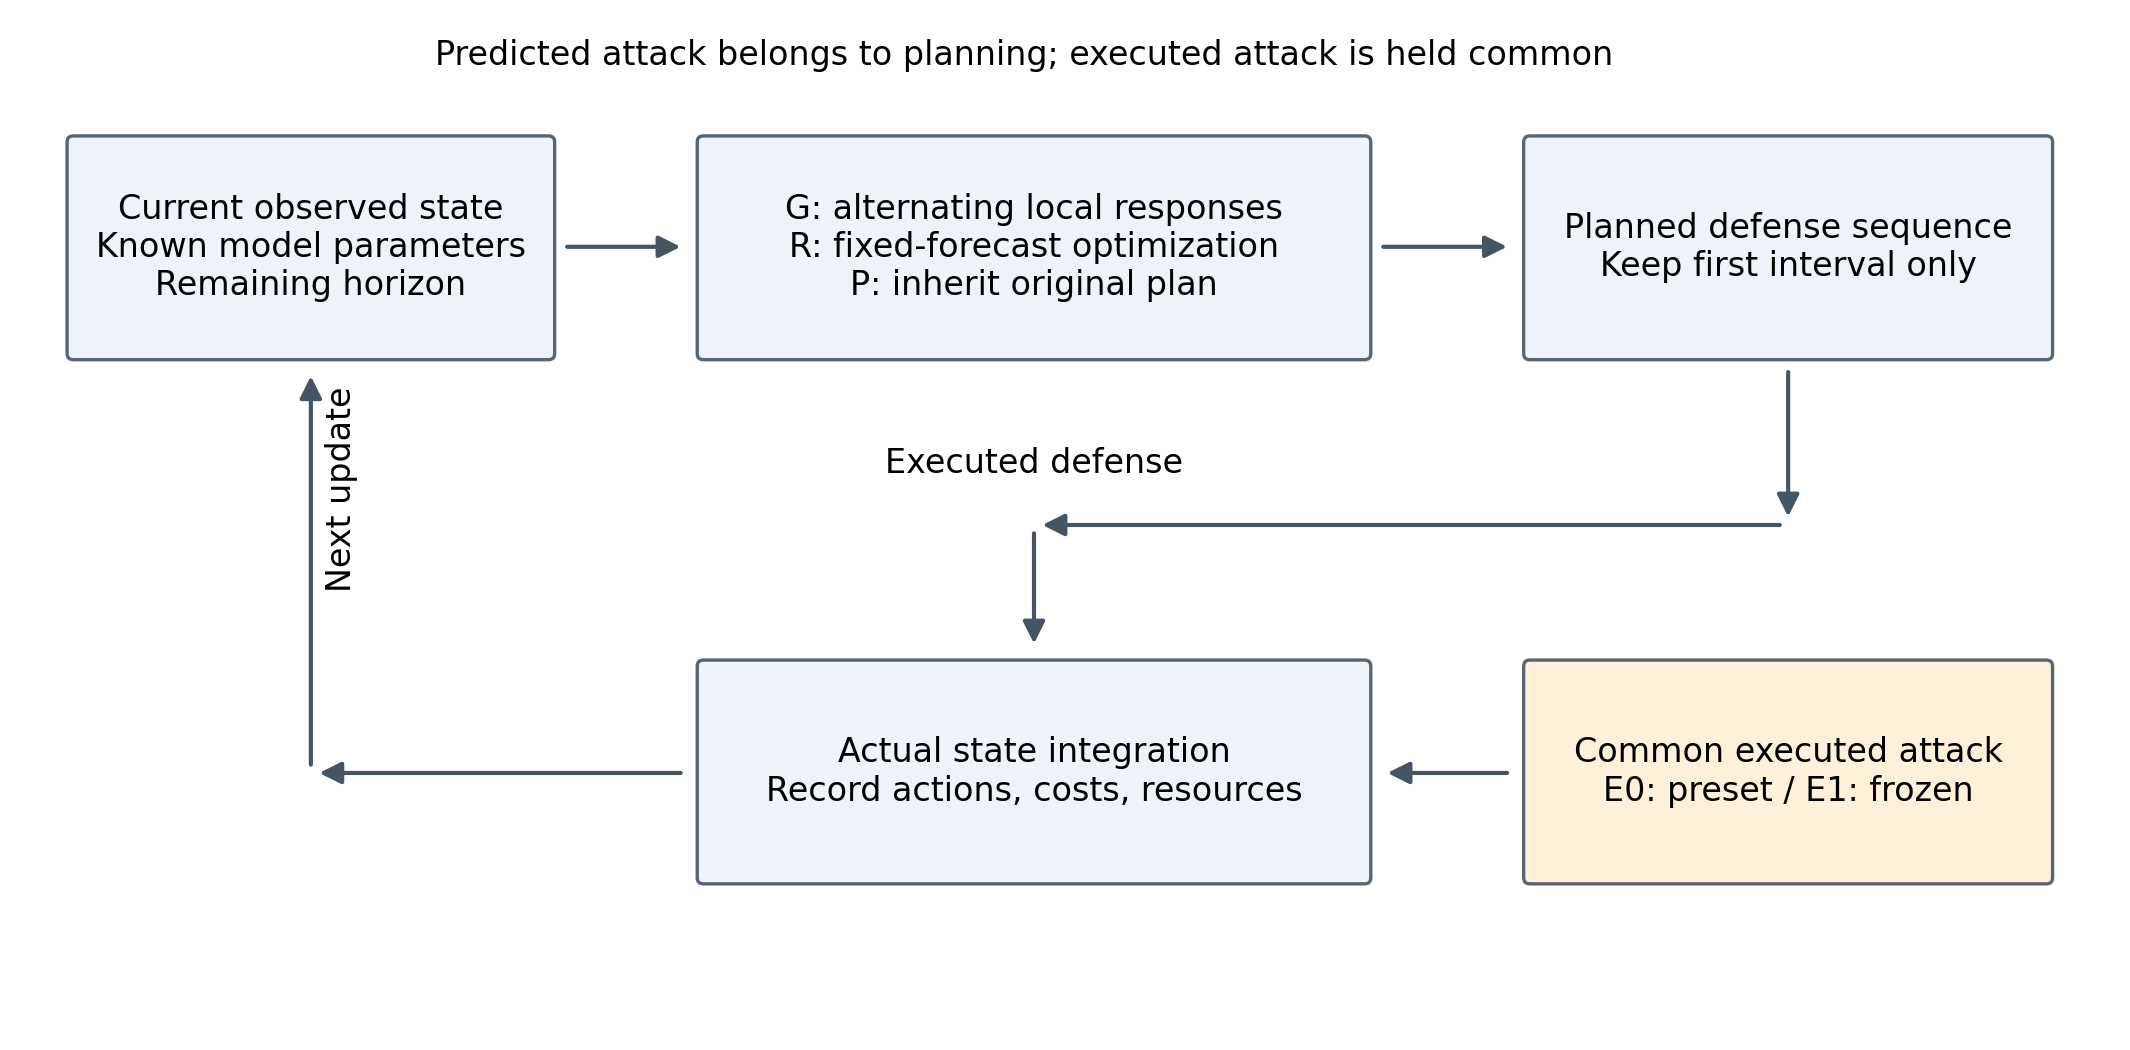 Predicted attack belongs to planning; executed attack is held common
Current observed state
Known model parameters
Remaining horizon
G: alternating local responses
R: fixed-forecast optimization
P: inherit original plan
Planned defense sequence
Keep first interval only
Next update
Executed defense
Actual state integration
Record actions, costs, resources
Common executed attack
E0: preset / E1: frozen